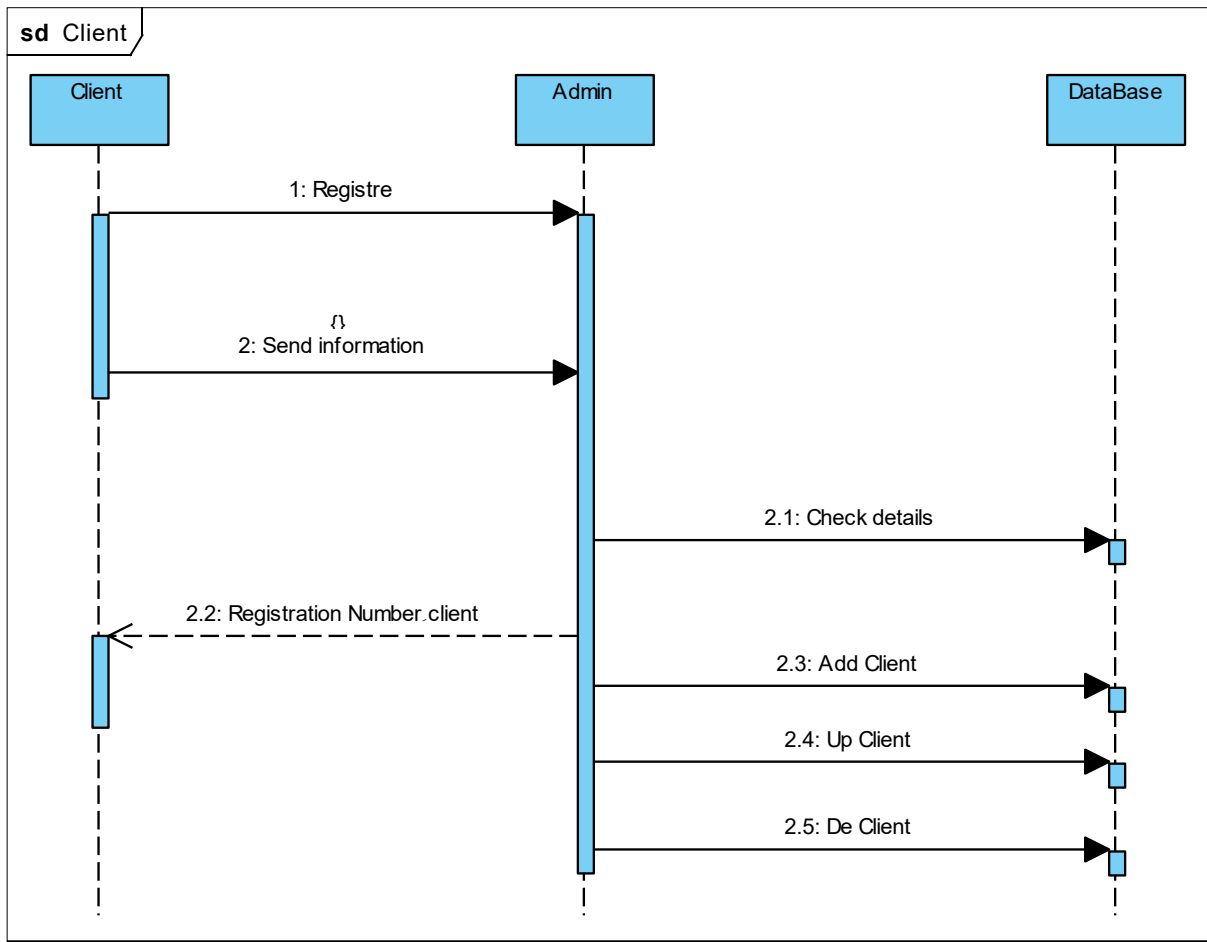 sd Client
Client
Admin
DataBase
1: Registre
{}
2: Send information
2.1: Check details
2.2: Registration Number.client
2.3: Add Client
2.4: Up Client
2.5: De Client